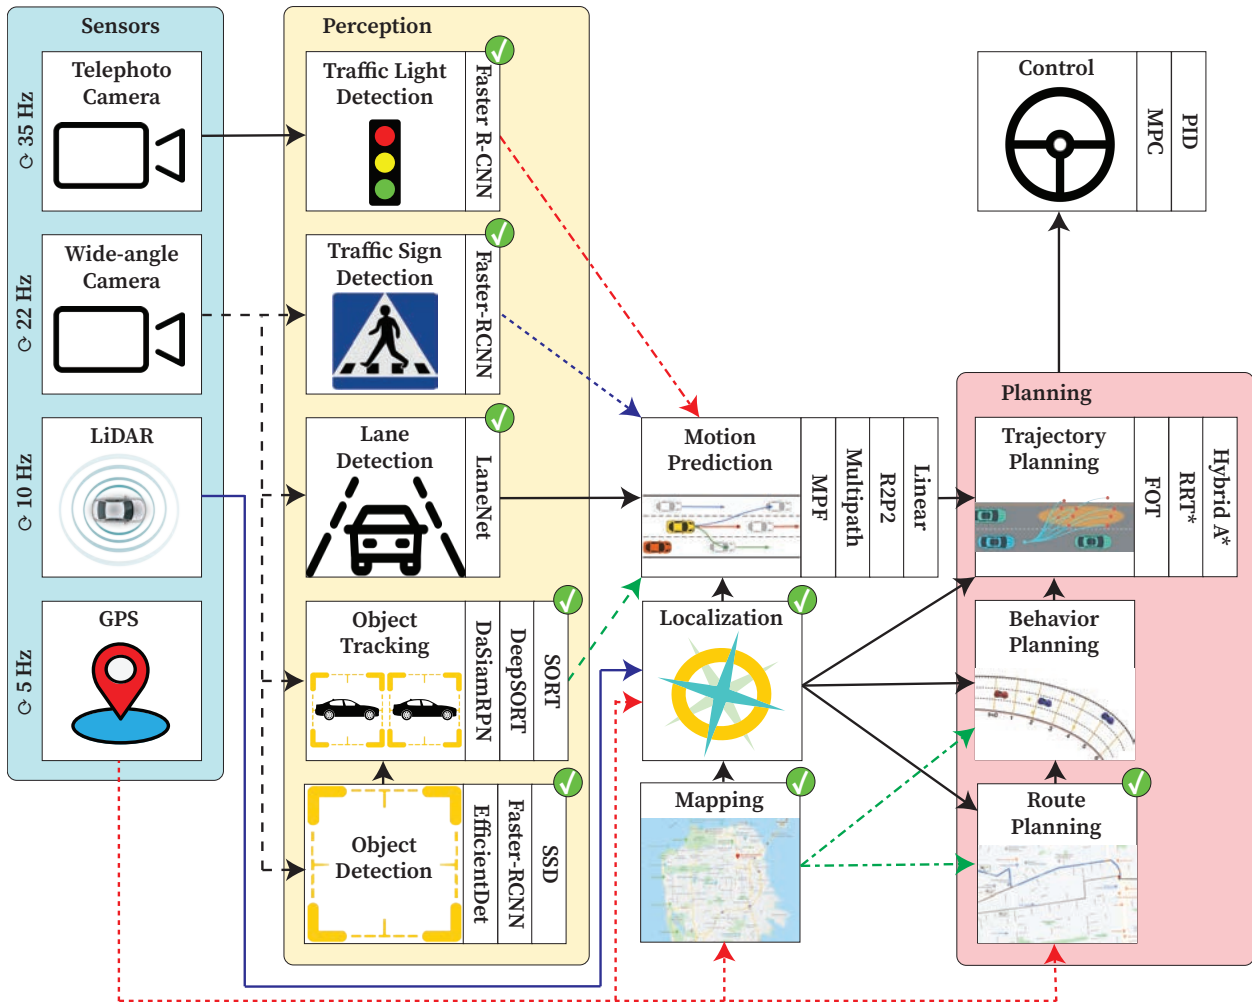 Sensors
35 Hz
Telephoto
Camera
22 Hz
Wide-angle
Camera
10 Hz
LiDAR
5 Hz
GPS
Perception
Traffic Light
Detection
Faster R-CNN
Traffic Sign
Detection
Faster-RCNN
Lane
Detection
LaneNet
Object
Tracking
DaSiamRPN
DeepSORT
SORT
Object
Detection
EfficientDet
Faster-RCNN
SSD
Motion
Prediction
MPF
Multipath
R2P2
Linear
Localization
Mapping
Control
MPC
PID
Planning
Trajectory
Planning
FOT
RRT*
Hybrid A*
Behavior
Planning
Route
Planning